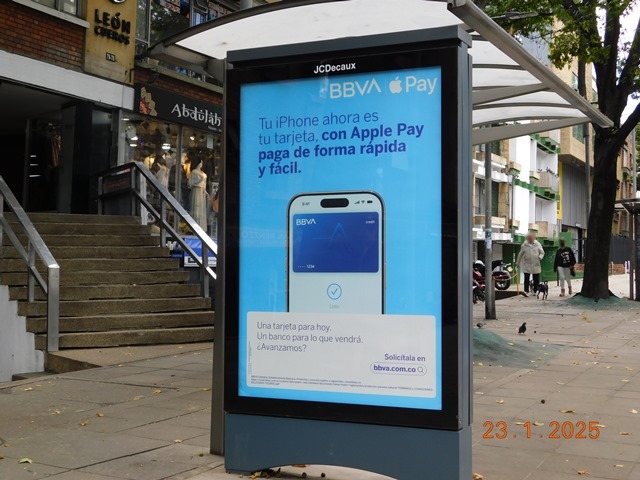 LEÓN
CUEROS
Abdúlah
JCDecaux
BBVA Pay
Tu iPhone ahora es
tu tarjeta, con Apple Pay
paga de forma rápida
y fácil.
BBVA
1234
Una tarjeta para hoy.
Un banco para lo que vendrá.
¿Avanzamos?
Solicítala en
bbva.com.co
23. 1. 2025